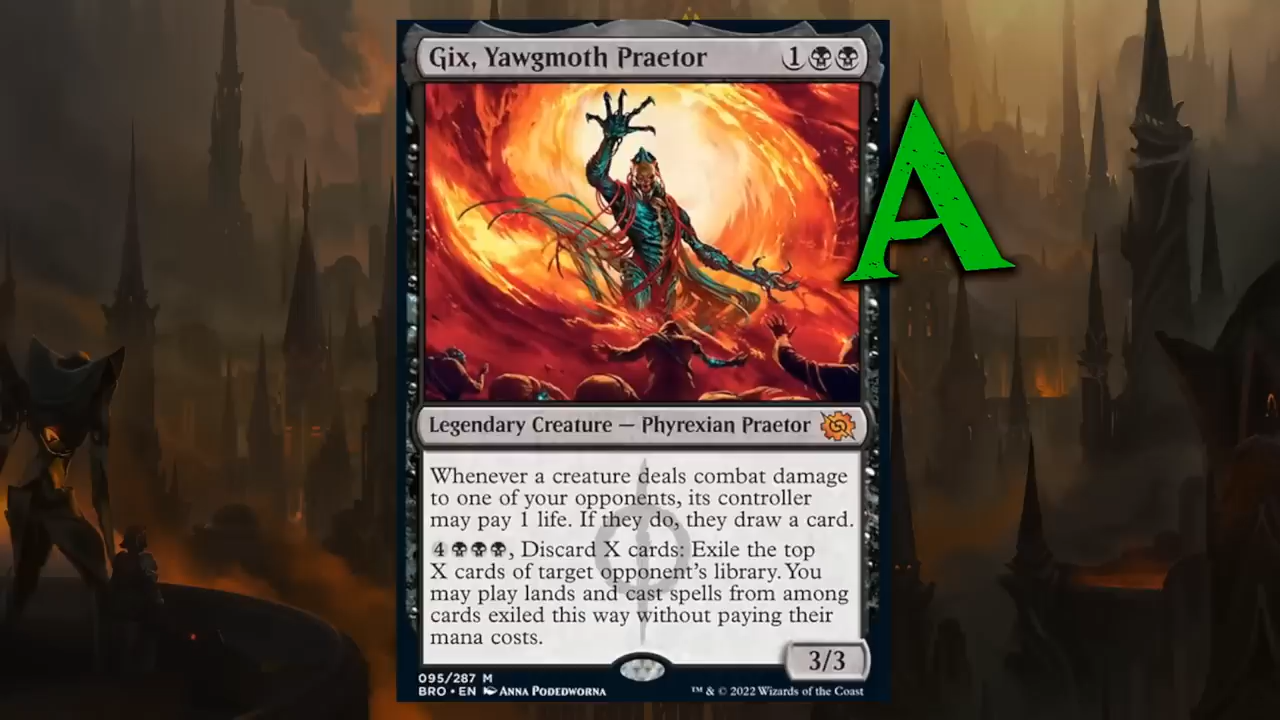 Gix, Yawgmoth Praetor 1
A
Legendary Creature — Phyrexian Praetor
Whenever a creature deals combat damage
to one of your opponents, its controller
may pay 1 life. If they do, they draw a card.
4, Discard X cards: Exile the top
X cards of target opponent's library. You
may play lands and cast spells from among
cards exiled this way without paying their
mana costs.
3/3
095/287 M
BRO • EN Anna Podedworna
™ & © 2022 Wizards of the Coast